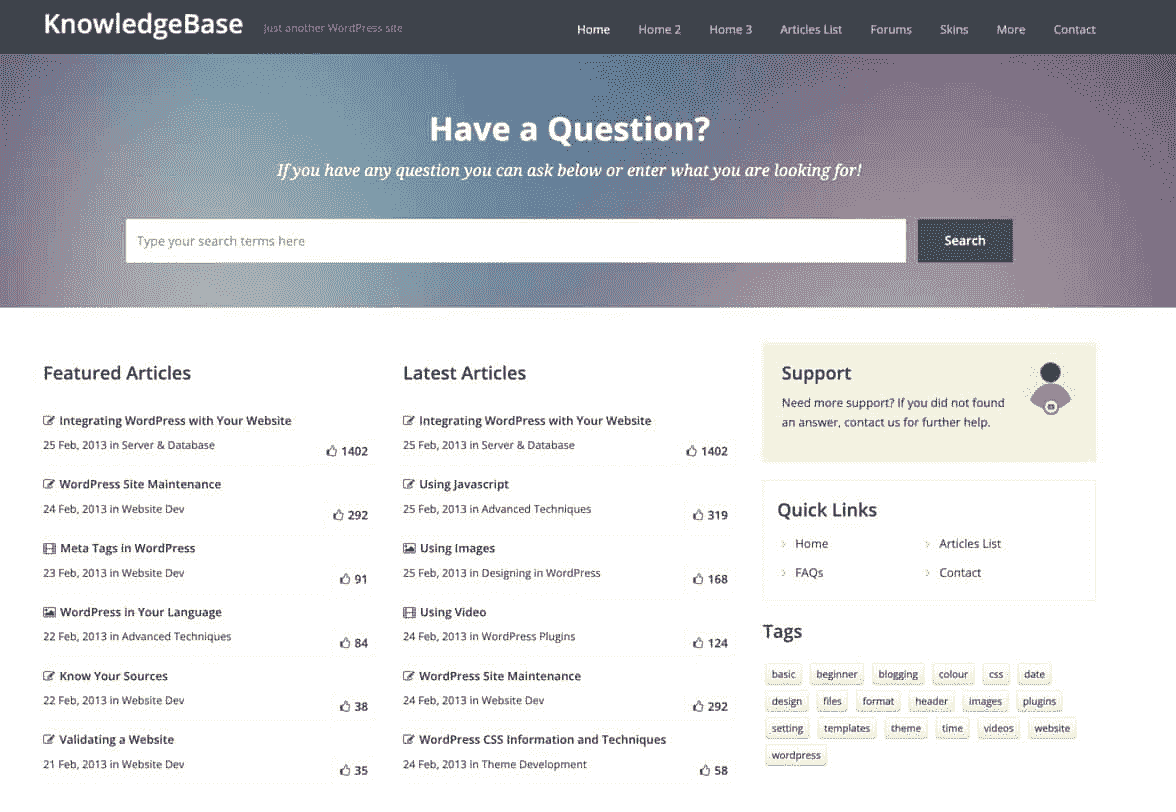 KnowledgeBase
Just another WordPress site
Home Home 2 Home 3 Articles List Forums Skins More Contact
Have a Question?
If you have any question you can ask below or enter what you are looking for!
Type your search terms here
Search
Featured Articles
Integrating WordPress with Your Website
25 Feb, 2013 in Server & Database
1402
WordPress Site Maintenance
24 Feb, 2013 in Website Dev
292
Meta Tags in WordPress
23 Feb, 2013 in Website Dev
91
WordPress in Your Language
22 Feb, 2013 in Advanced Techniques
84
Know Your Sources
22 Feb, 2013 in Website Dev
38
Validating a Website
21 Feb, 2013 in Website Dev
35
Latest Articles
Integrating WordPress with Your Website
25 Feb, 2013 in Server & Database
1402
Using Javascript
25 Feb, 2013 in Advanced Techniques
319
Using Images
25 Feb, 2013 in Designing in WordPress
168
Using Video
24 Feb, 2013 in WordPress Plugins
124
WordPress Site Maintenance
24 Feb, 2013 in Website Dev
292
WordPress CSS Information and Techniques
24 Feb, 2013 in Theme Development
58
Support
Need more support? If you did not found
an answer, contact us for further help.
Quick Links
Home Articles List
FAQs Contact
Tags
basic beginner blogging colour css date
design files format header images plugins
setting templates theme time videos website
wordpress